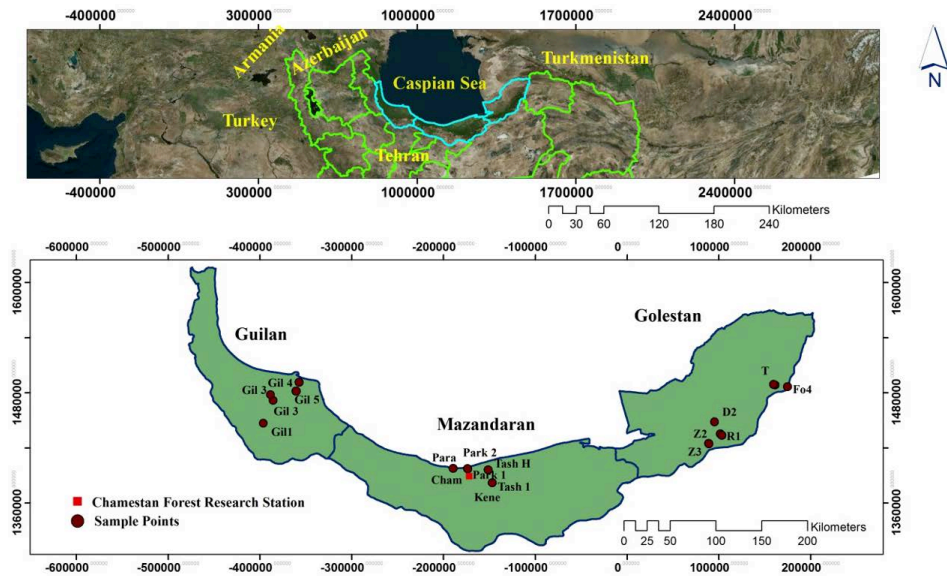 -400000 300000 1000000 1700000 2400000
N
Armania
Azerbaijan
Turkmenistan
Caspian Sea
Turkey
Tehran
-400000 300000 1000000 1700000 2400000
Kilometers
0 30 60 120 180 240
-600000 -500000 -400000 -300000 -200000 -100000 0 100000 200000
1600000
1600000
Guilan
Golestan
1480000
1480000
Gil 4
Gil 3
Gil 5
Gil 3
Gil1
T
Fo4
D2
Z2
R1
Z3
Mazandaran
Para
Park 2
Tash H
Cham
Park 1
Tash 1
Kene
Chamestan Forest Research Station
Sample Points
1360000
1360000
Kilometers
0 25 50 100 150 200
-600000 -500000 -400000 -300000 -200000 -100000 0 100000 200000